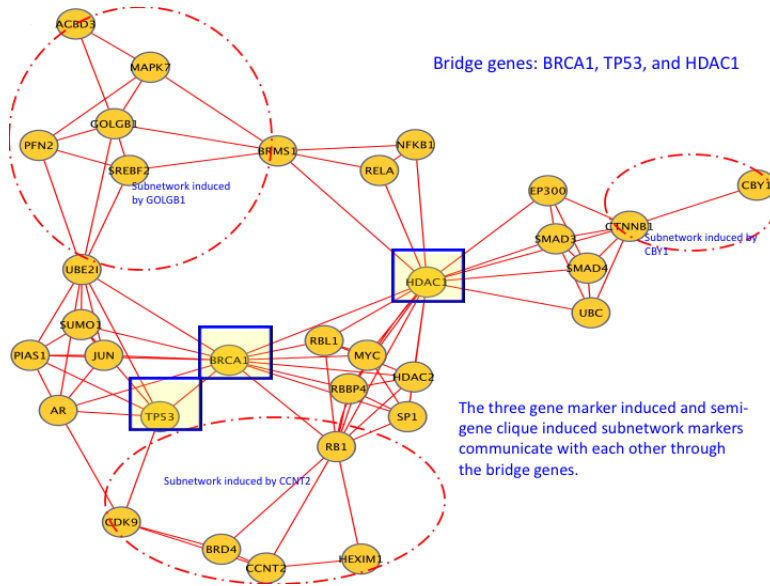 ACBD3
Bridge genes: BRCA1, TP53, and HDAC1
MAPK7
GOLGB1
PFN2
NFKB1
BRMS1
SREBF2
RELA
Subnetwork induced
by GOLGB1
CBY1
EP300
CTNNB1
SMAD3
Subnetwork induced by
CBY1
UBE2I
SMAD4
HDAC1
UBC
SUMO1
RBL1
PIAS1
JUN
MYC
BRCA1
HDAC2
RBBP4
AR
TP53
SP1
The three gene marker induced and semi-
gene clique induced subnetwork markers
communicate with each other through
the bridge genes.
RB1
Subnetwork induced by CCNT2
CDK9
BRD4
HEXIM1
CCNT2